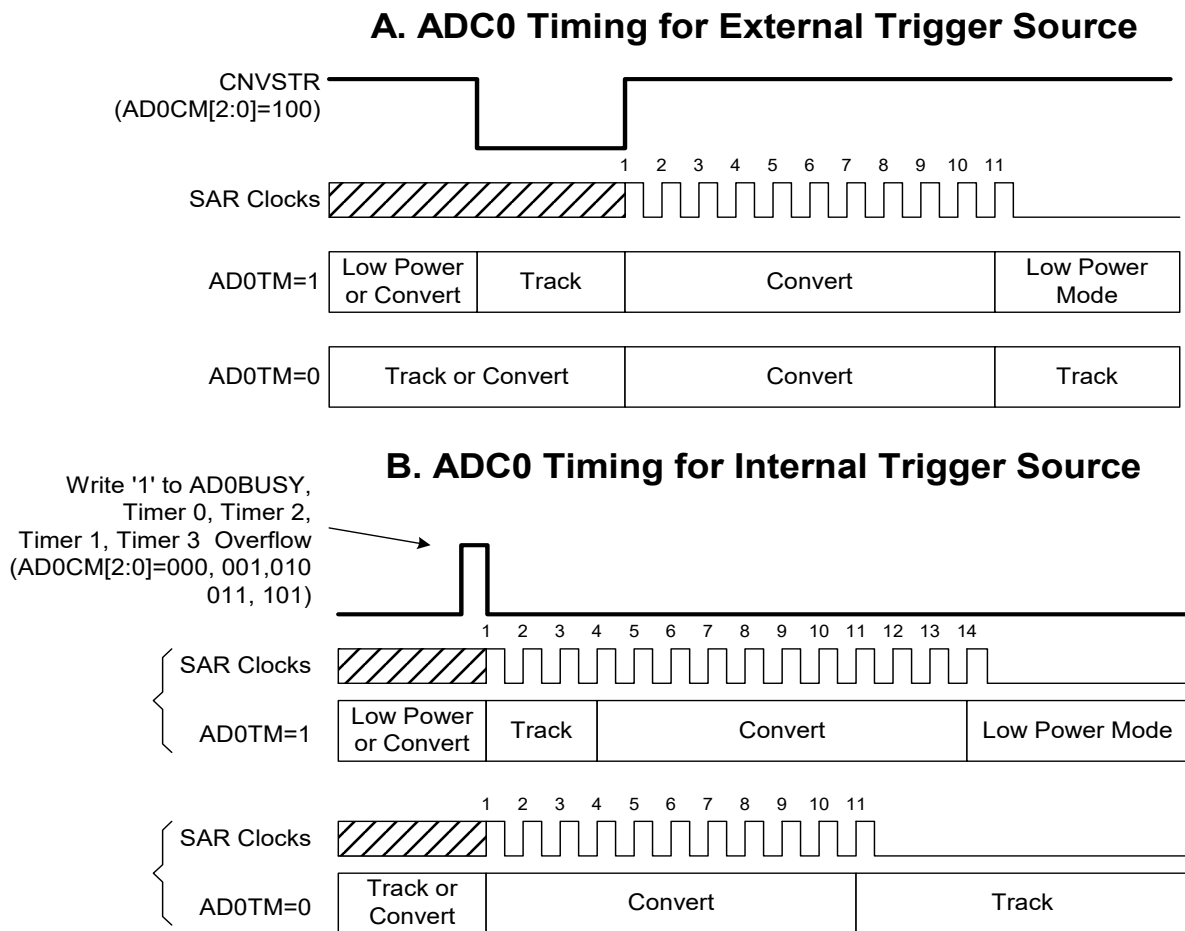 A. ADC0 Timing for External Trigger Source
CNVSTR
(AD0CM[2:0]=100)
1 2 3 4 5 6 7 8 9 10 11
SAR Clocks
AD0TM=1
Low Power
or Convert
Track
Convert
Low Power
Mode
AD0TM=0
Track or Convert
Convert
Track
B. ADC0 Timing for Internal Trigger Source
Write '1' to AD0BUSY,
Timer 0, Timer 2,
Timer 1, Timer 3 Overflow
(AD0CM[2:0]=000, 001,010
011, 101)
1 2 3 4 5 6 7 8 9 10 11 12 13 14
SAR Clocks
AD0TM=1
Low Power
or Convert
Track
Convert
Low Power Mode
1 2 3 4 5 6 7 8 9 10 11
SAR Clocks
AD0TM=0
Track or
Convert
Convert
Track